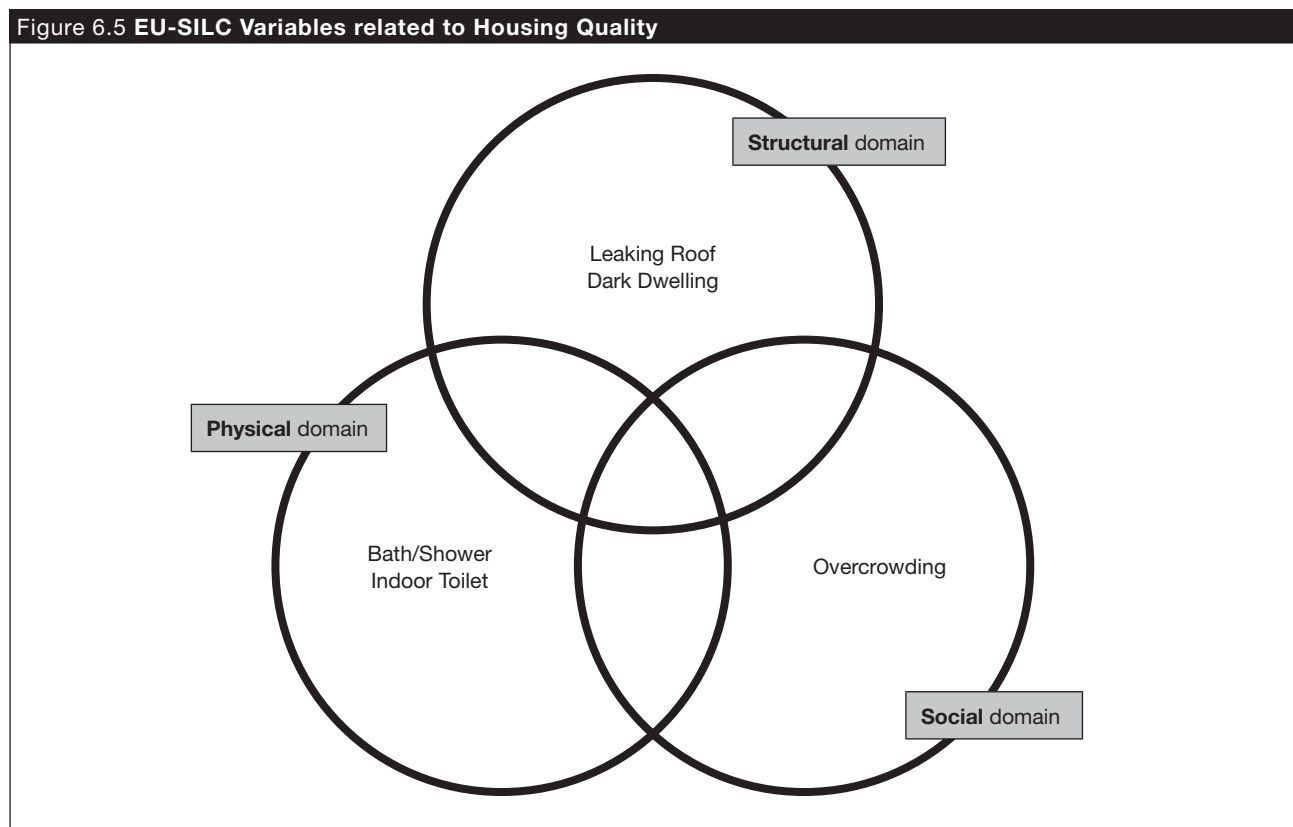 Figure 6.5 EU-SILC Variables related to Housing Quality
Structural domain
Leaking Roof
Dark Dwelling
Physical domain
Bath/Shower
Indoor Toilet
Overcrowding
Social domain